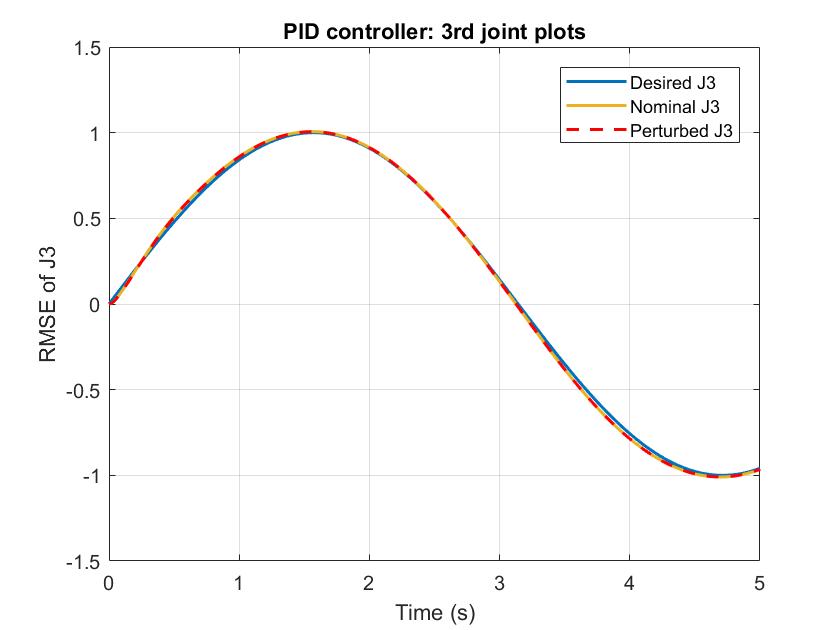 PID controller: 3rd joint plots
1.5
1
0.5
0
-0.5
-1
-1.5
RMSE of J3
Desired J3
Nominal J3
Perturbed J3
0 1 2 3 4 5
Time (s)